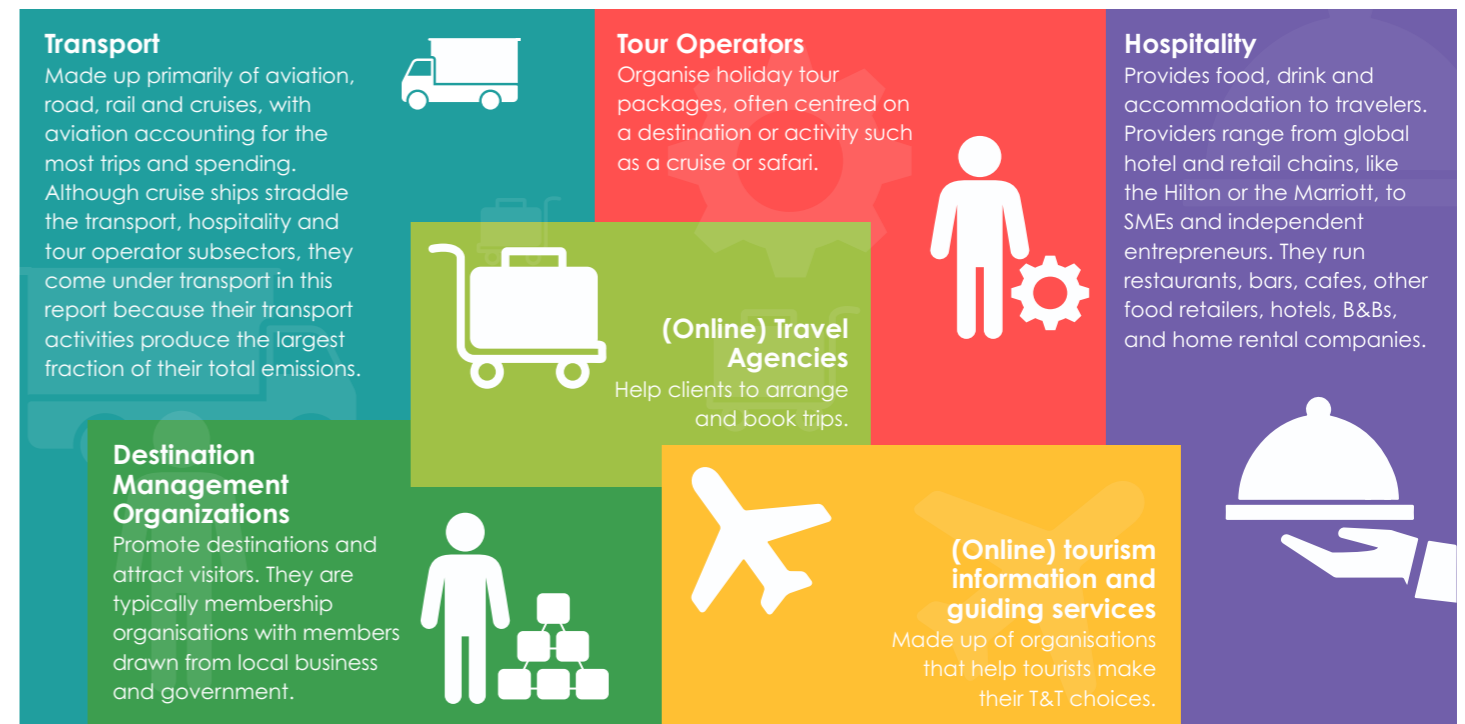 Transport
Made up primarily of aviation,
road, rail and cruises, with
aviation accounting for the
most trips and spending.
Although cruise ships straddle
the transport, hospitality and
tour operator subsectors, they
come under transport in this
report because their transport
activities produce the largest
fraction of their total emissions.
Tour Operators
Organise holiday tour
packages, often centred on
a destination or activity such
as a cruise or safari.
Hospitality
Provides food, drink and
accommodation to travelers.
Providers range from global
hotel and retail chains, like
the Hilton or the Marriott, to
SMEs and independent
entrepreneurs. They run
restaurants, bars, cafes, other
food retailers, hotels, B&Bs,
and home rental companies.
(Online) Travel
Agencies
Help clients to arrange
and book trips.
Destination
Management
Organizations
Promote destinations and
attract visitors. They are
typically membership
organisations with members
drawn from local business
and government.
(Online) tourism
information and
guiding services
Made up of organisations
that help tourists make
their T&T choices.